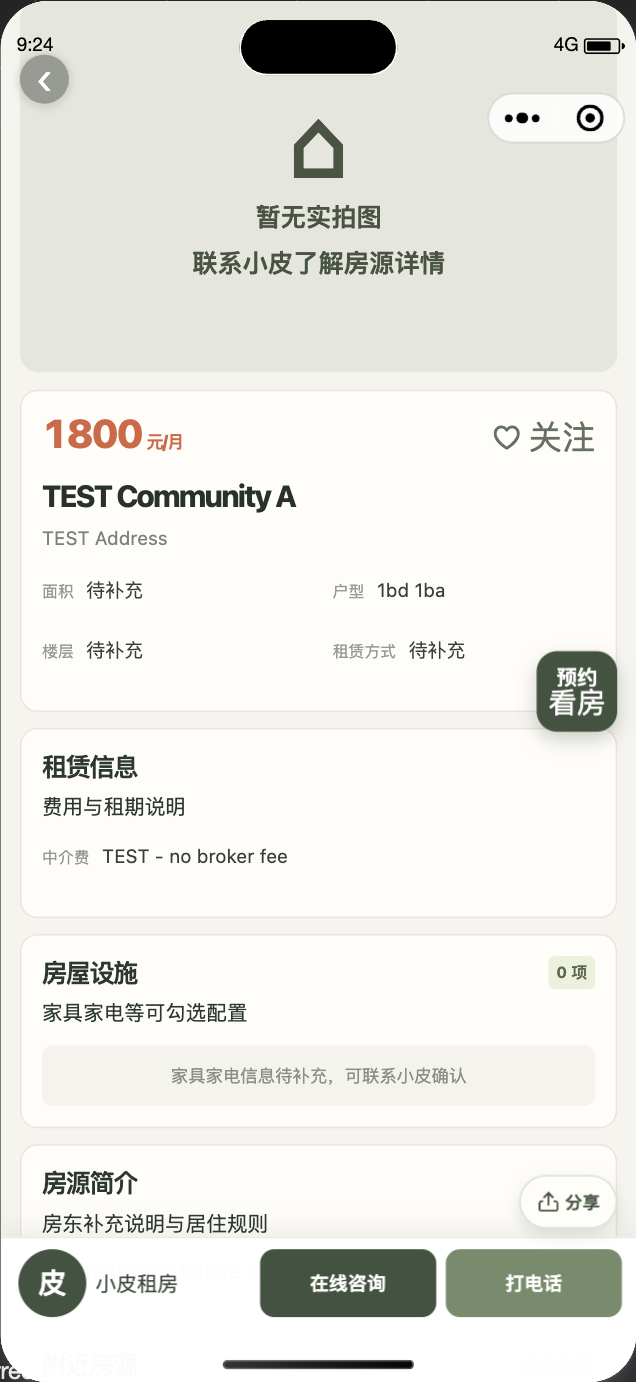 9:24
4G
暂无实拍图
联系小皮了解房源详情
1800 元/月
关注
TEST Community A
TEST Address
面积 待补充
户型 1bd 1ba
楼层 待补充
租赁方式 待补充
预约
看房
租赁信息
费用与租期说明
中介费 TEST - no broker fee
房屋设施
0 项
家具家电等可勾选配置
家具家电信息待补充，可联系小皮确认
房源简介
房东补充说明与居住规则
分享
皮
小皮租房
在线咨询
打电话
附近房源